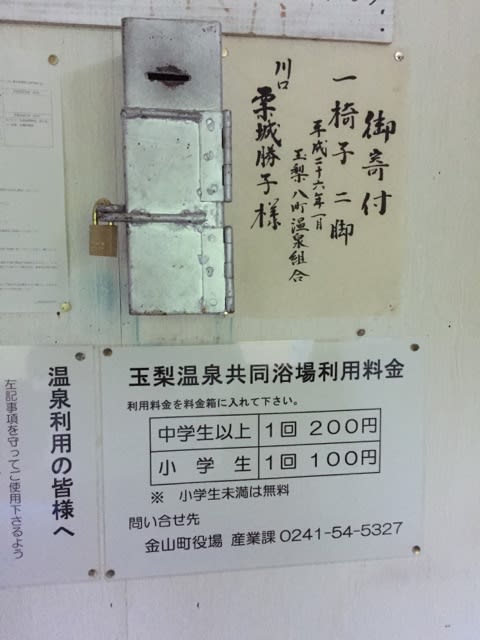 御寄付
一 椅子 二脚
平成二十六年一月
玉梨八町温泉組合
川口
栗城勝子様
玉梨温泉共同浴場利用料金
利用料金を料金箱に入れて下さい。
中学生以上 1回 200円
小学生 1回 100円
※ 小学生未満は無料
問い合せ先
金山町役場 産業課 0241-54-5327
温泉利用の皆様へ
左記事項を守ってご使用下さるよう